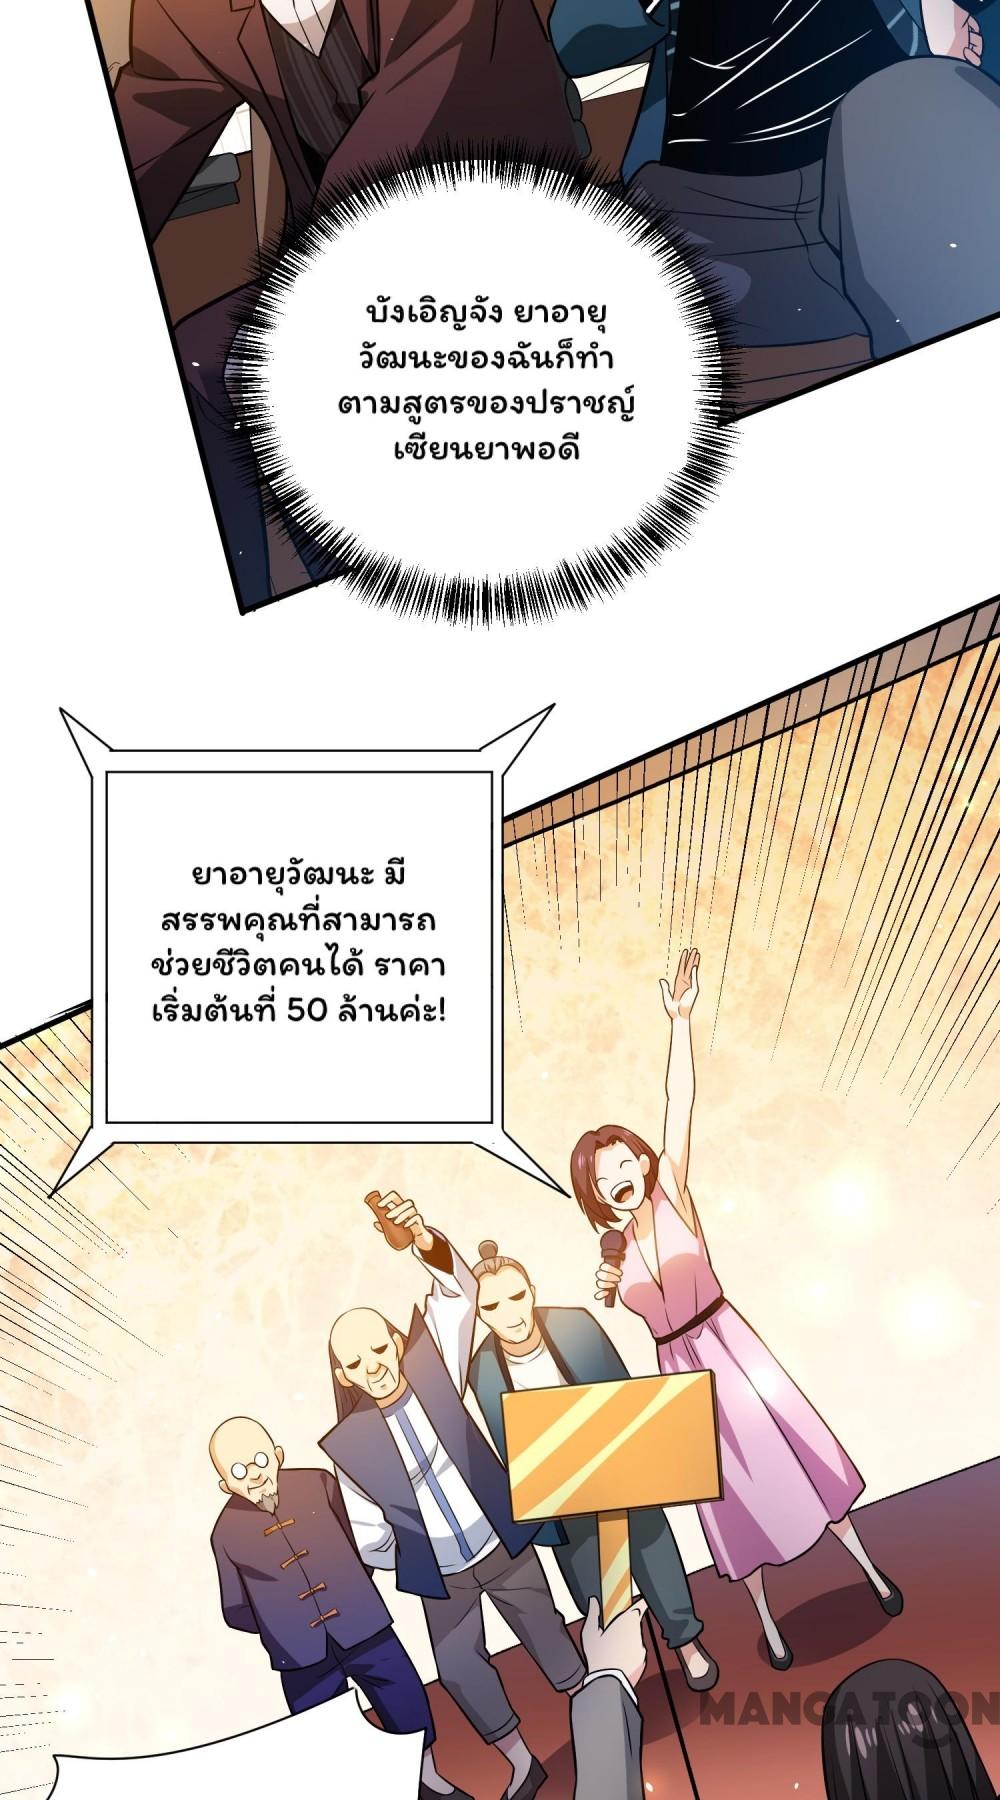 บังเอิญจัง ยาอายุ
วัฒนะของฉันก็ทำ
ตามสูตรของปราชญ์
เซียนยาพอดี
ยาอายุวัฒนะ มี
สรรพคุณที่สามารถ
ช่วยชีวิตคนได้ ราคา
เริ่มต้นที่ 50 ล้านค่ะ!
MANGATOON